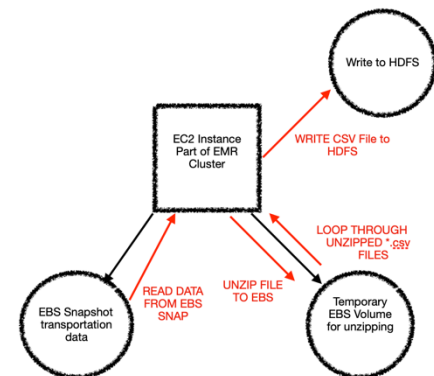 Write to HDFS
EC2 Instance
Part of EMR
Cluster
WRITE CSV File to
HDFS
LOOP THROUGH
UNZIPPED *.csv
FILES
EBS Snapshot
transportation
data
READ DATA
FROM EBS
SNAP
UNZIP FILE
TO EBS
Temporary
EBS Volume
for unzipping